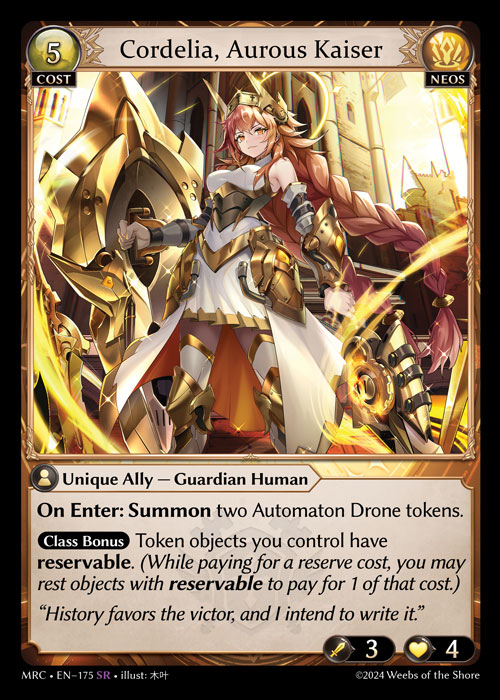 5
Cordelia, Aurous Kaiser
COST
NEOS
Unique Ally — Guardian Human
On Enter: Summon two Automaton Drone tokens.
Class Bonus Token objects you control have
reservable. (While paying for a reserve cost, you may
rest objects with reservable to pay for 1 of that cost.)
“History favors the victor, and I intend to write it.”
3
4
MRC • EN–175 SR • illust: 木叶
©2024 Weebs of the Shore